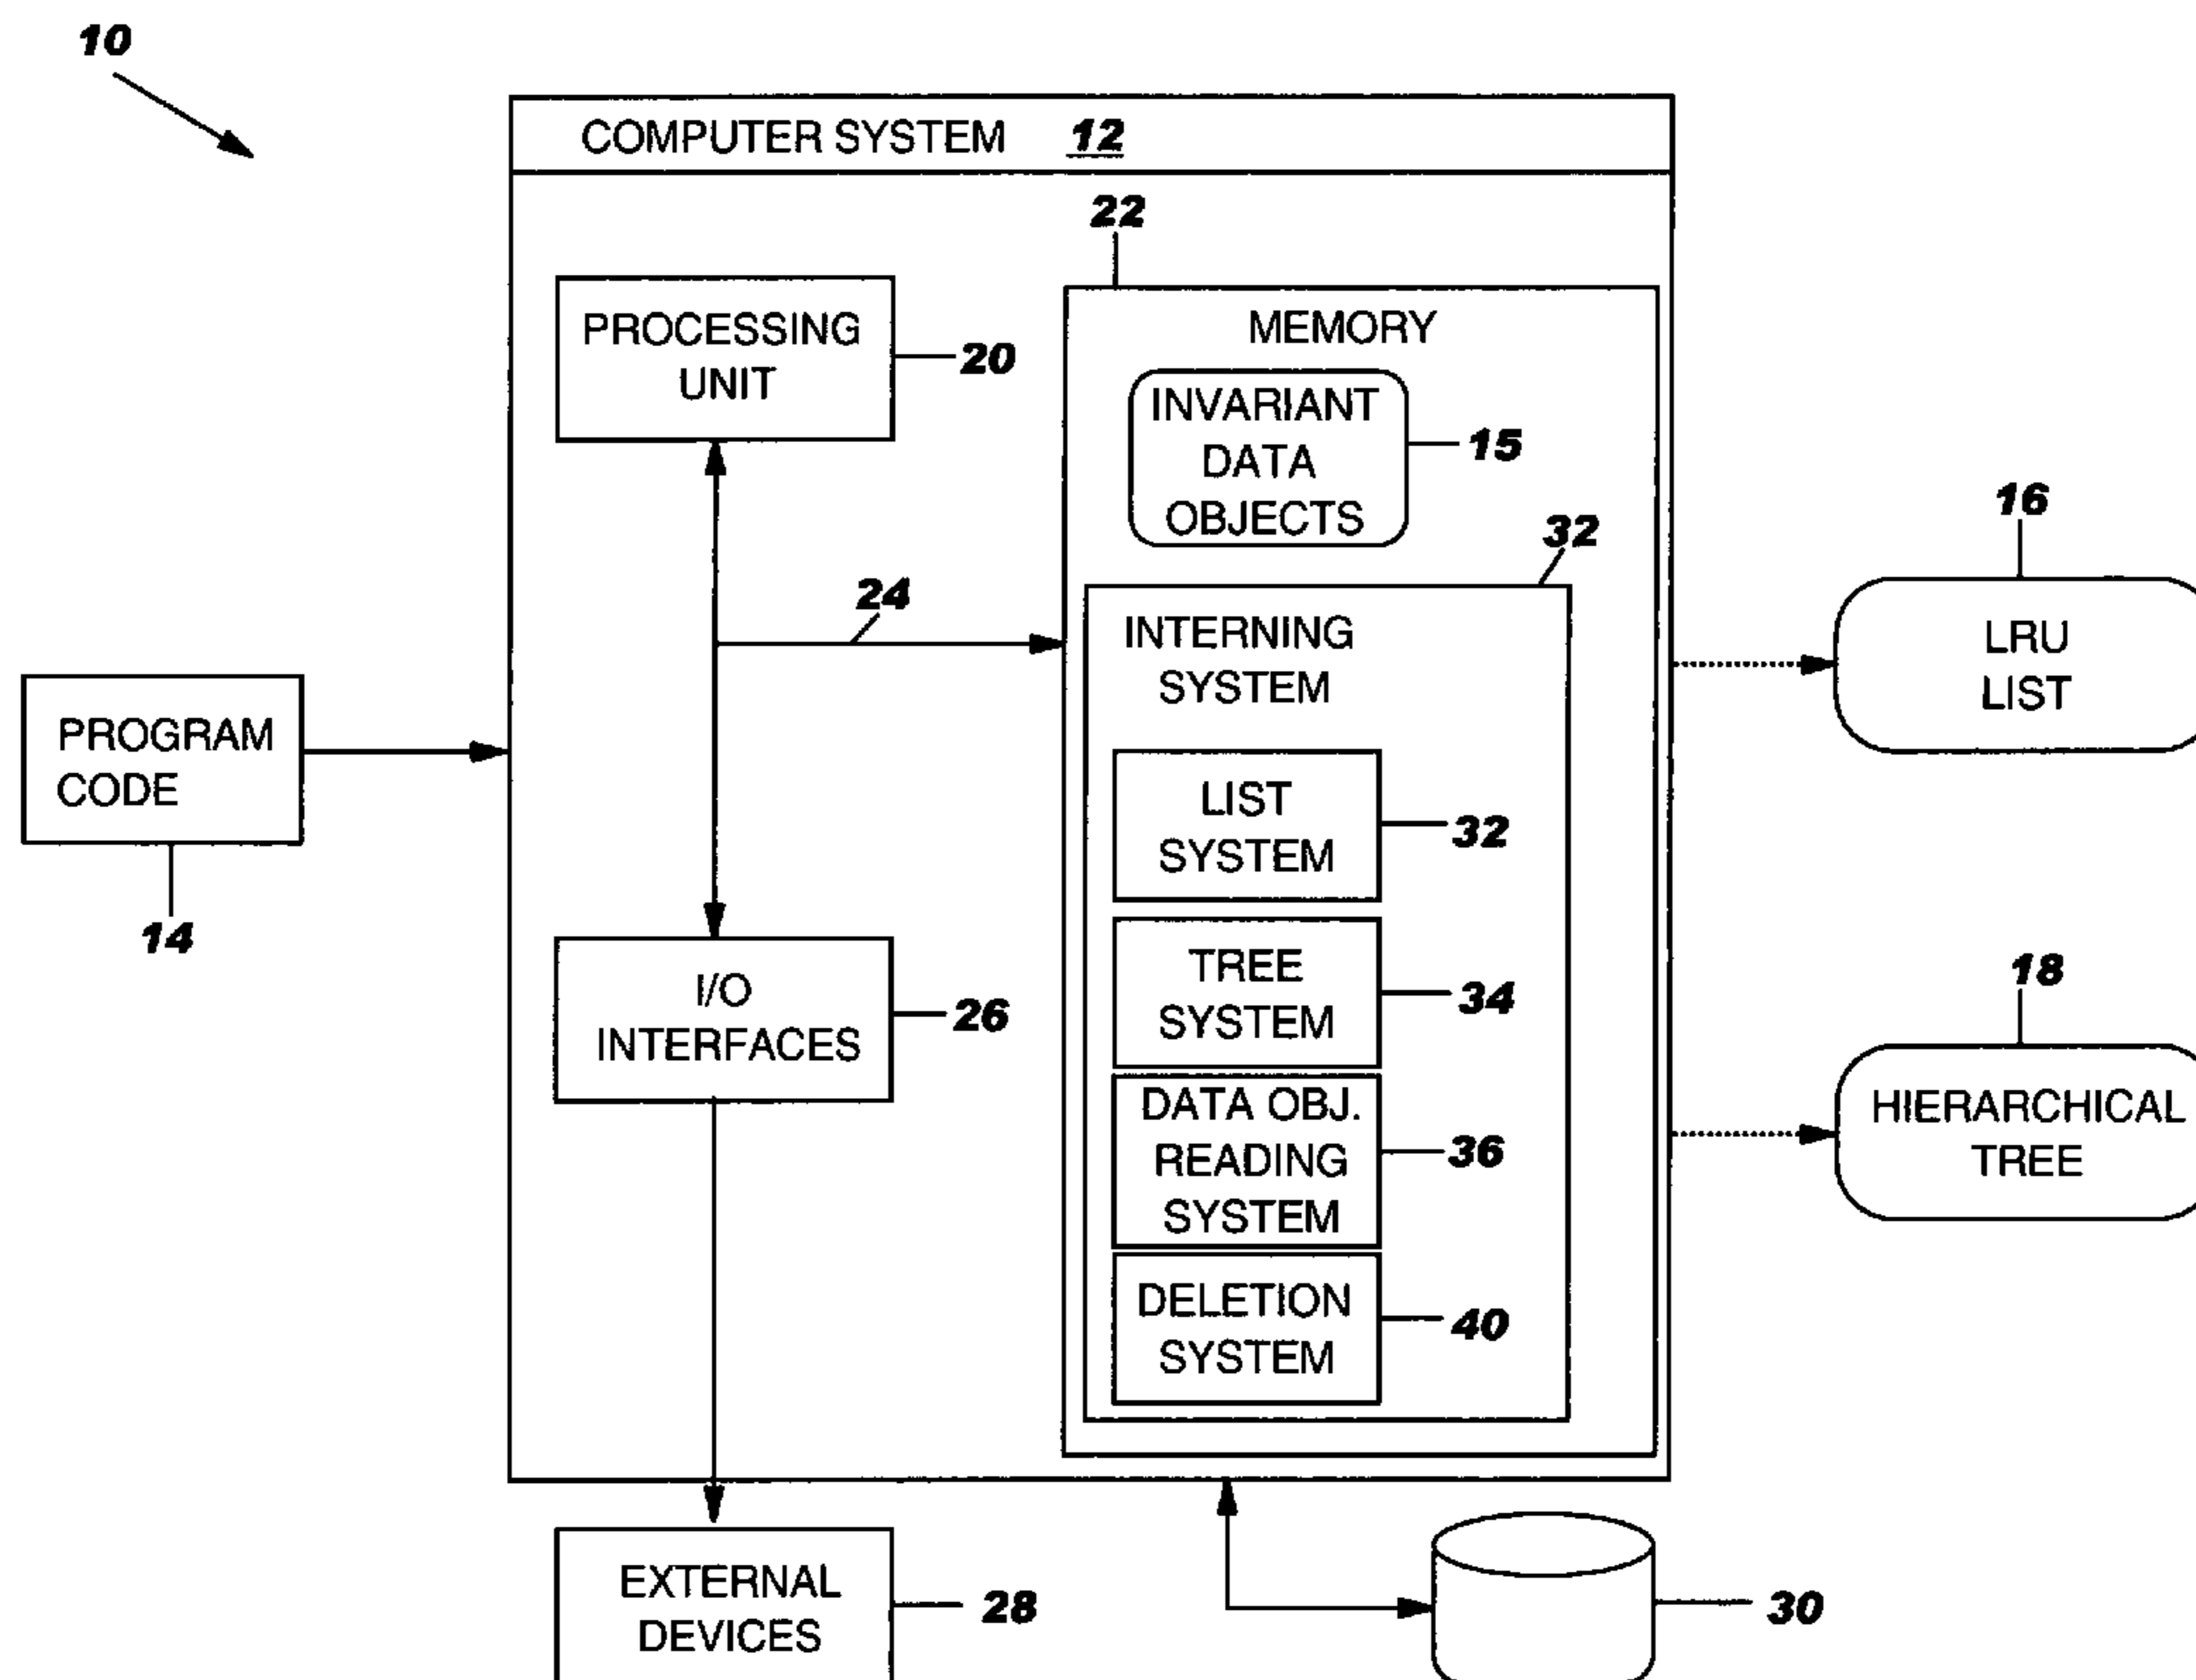 10
COMPUTER SYSTEM 12
22
PROCESSING
UNIT
20
MEMORY
INVARIANT
DATA
OBJECTS
15
32
24
INTERNING
SYSTEM
16
LRU
LIST
PROGRAM
CODE
14
LIST
SYSTEM
32
TREE
SYSTEM
34
I/O
INTERFACES
26
18
HIERARCHICAL
TREE
DATA OBJ.
READING
SYSTEM
36
DELETION
SYSTEM
40
EXTERNAL
DEVICES
28
30